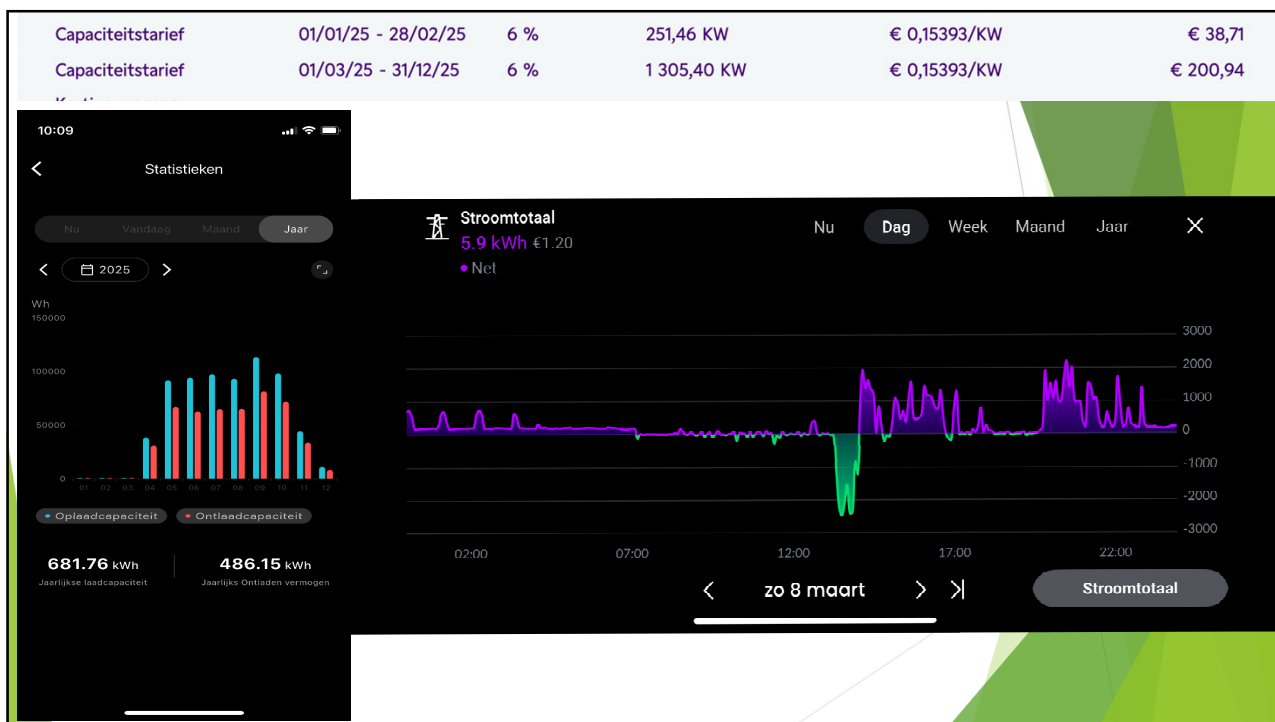 Capaciteitstarief 01/01/25 - 28/02/25 6 % 251,46 KW € 0,15393/KW € 38,71
Capaciteitstarief 01/03/25 - 31/12/25 6 % 1 305,40 KW € 0,15393/KW € 200,94
10:09
Statistieken
Nu Vandaag Maand Jaar
2025
Wh
150000
100000
50000
0
01 02 03 04 05 06 07 08 09 10 11 12
Oplaadcapaciteit Ontlaadcapaciteit
681.76 kWh 486.15 kWh
Jaarlijkse laadcapaciteit Jaarlijks Ontladen vermogen
Stroomtotaal
5.9 kWh €1.20
Net
Nu Dag Week Maand Jaar
3000
2000
1000
0
-1000
-2000
-3000
02:00 07:00 12:00 17:00 22:00
zo 8 maart
Stroomtotaal